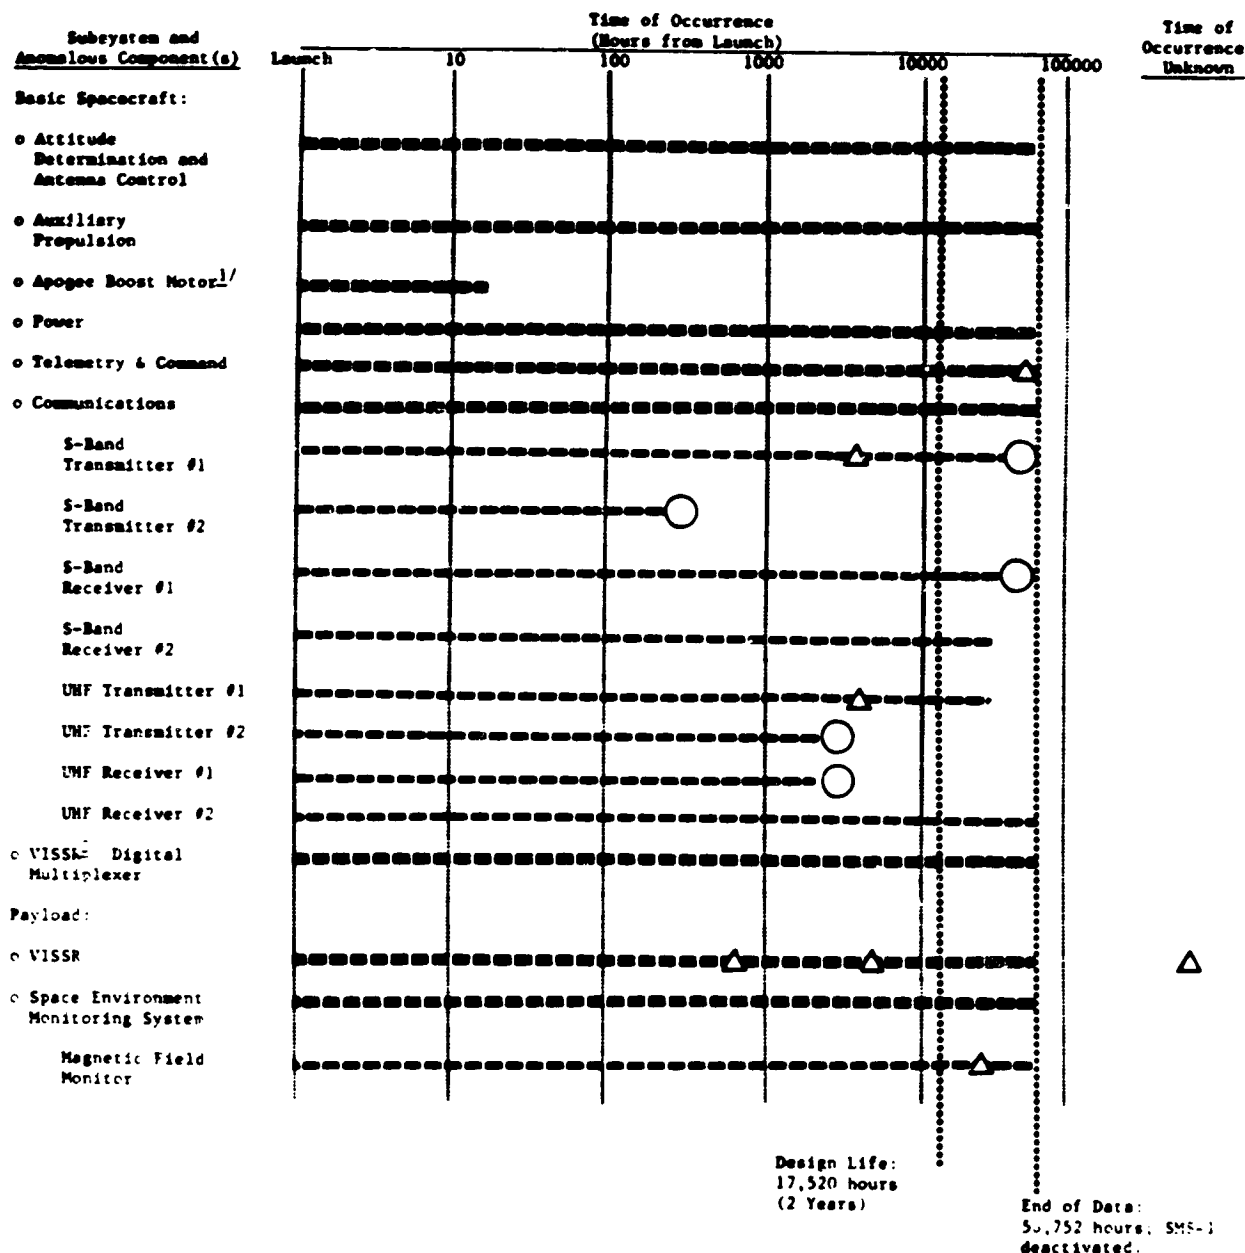 Time of Occurrence
(Hours from Launch)
Subsystem and
Anomalous Component(s)
Launch 10 100 1000 10000 100000
Time of
Occurrence
Unknown
Basic Spacecraft:
o Attitude
Determination and
Antenna Control
o Auxiliary
Propulsion
o Apogee Boost Motor1/
o Power
o Telemetry & Command
o Communications
S-Band
Transmitter #1
S-Band
Transmitter #2
S-Band
Receiver #1
S-Band
Receiver #2
UHF Transmitter #1
UHF Transmitter #2
UHF Receiver #1
UHF Receiver #2
o VISSR Digital
Multiplexer
Payload:
o VISSR
o Space Environment
Monitoring System
Magnetic Field
Monitor
Design Life:
17,520 hours
(2 Years)
End of Data:
hours; SMS-1
deactivated.